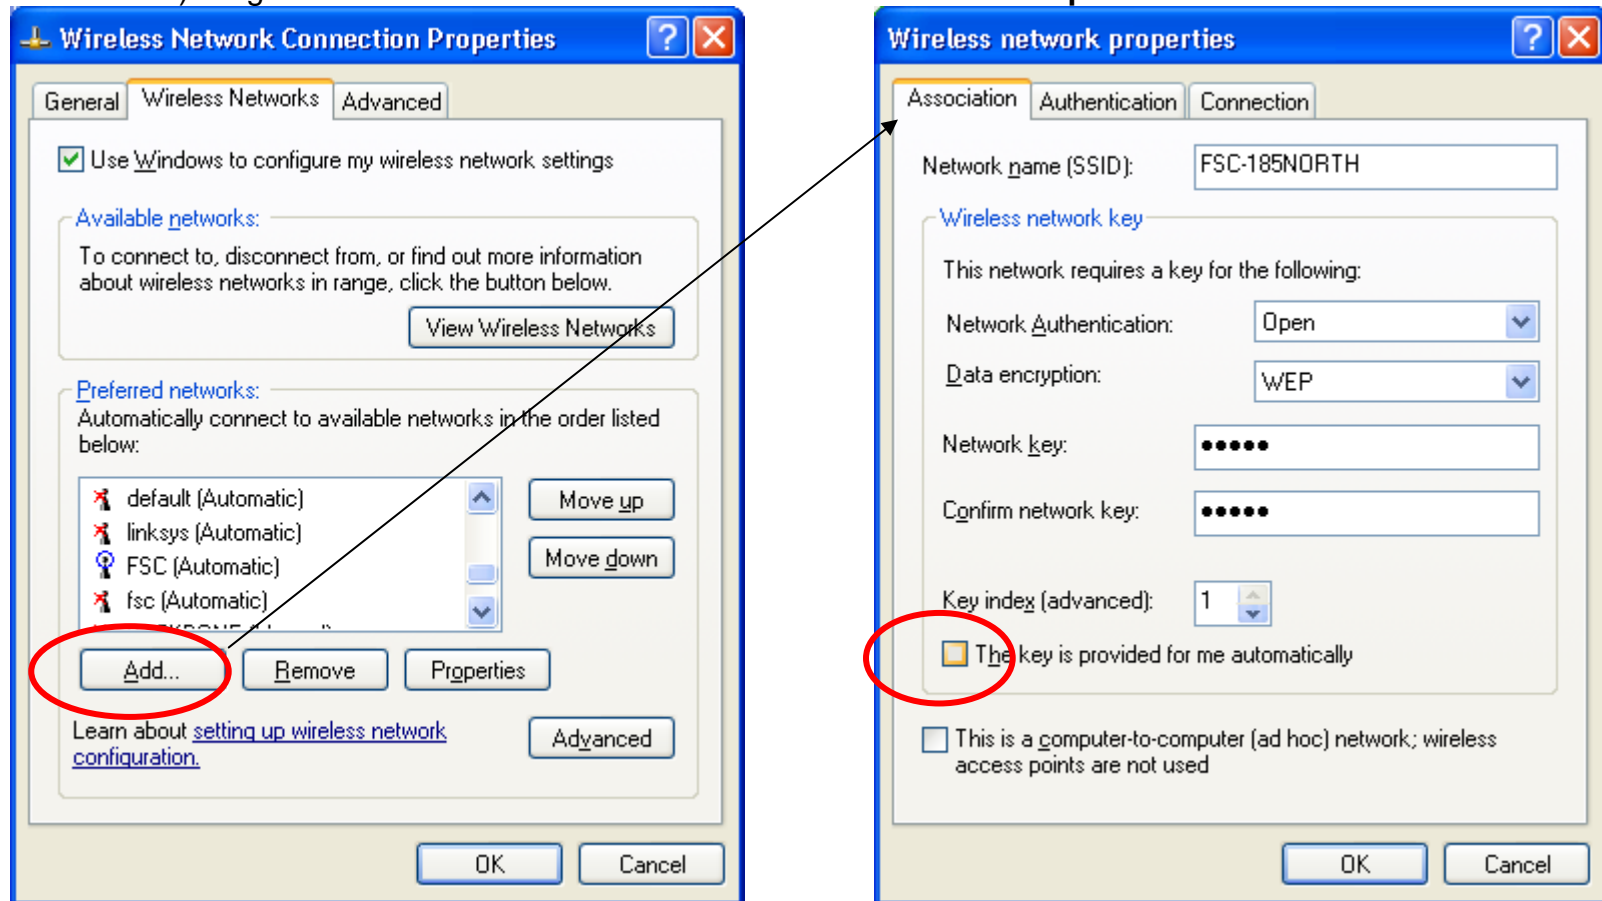 Wireless Network Connection Properties
General Wireless Networks Advanced
Use Windows to configure my wireless network settings
Available networks:
To connect to, disconnect from, or find out more information
about wireless networks in range, click the button below.
View Wireless Networks
Preferred networks:
Automatically connect to available networks in the order listed
below:
default (Automatic)
linksys (Automatic)
FSC (Automatic)
fsc (Automatic)
Move up
Move down
Add... Remove Properties
Learn about setting up wireless network
configuration.
Advanced
OK Cancel
Wireless network properties
Association Authentication Connection
Network name (SSID): FSC-185NORTH
Wireless network key
This network requires a key for the following:
Network Authentication: Open
Data encryption: WEP
Network key: •••••
Confirm network key: •••••
Key index (advanced): 1
The key is provided for me automatically
This is a computer-to-computer (ad hoc) network; wireless
access points are not used
OK Cancel